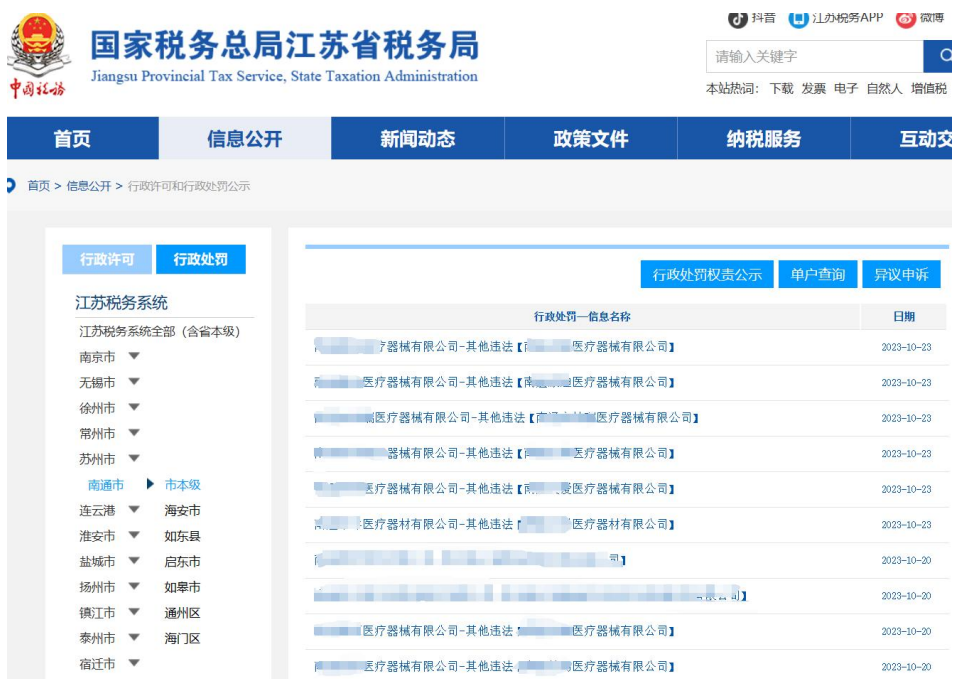 抖音 江苏税务APP 微博
国家税务总局江苏省税务局
Jiangsu Provincial Tax Service, State Taxation Administration
中国税务
请输入关键字
本站热词： 下载 发票 电子 自然人 增值税
首页 信息公开 新闻动态 政策文件 纳税服务 互动交
首页 > 信息公开 > 行政许可和行政处罚公示
行政许可 行政处罚
江苏税务系统
江苏税务系统全部（含省本级）
南京市
无锡市
徐州市
常州市
苏州市
南通市 市本级
连云港 海安市
淮安市 如东县
盐城市 启东市
扬州市 如皋市
镇江市 通州区
泰州市 海门区
宿迁市
行政处罚权责公示 单户查询 异议申诉
行政处罚—信息名称 日期
疗器械有限公司-其他违法【 医疗器械有限公司】 2023-10-23
医疗器械有限公司-其他违法【南 医疗器械有限公司】 2023-10-23
医疗器械有限公司-其他违法【南 医疗器械有限公司】 2023-10-23
器械有限公司-其他违法【 医疗器械有限公司】 2023-10-23
医疗器械有限公司-其他违法【南 医疗器械有限公司】 2023-10-23
医疗器材有限公司-其他违法 医疗器材有限公司】 2023-10-23
司】 2023-10-20
公司】 2023-10-20
医疗器械有限公司-其他违法 医疗器械有限公司】 2023-10-20
医疗器械有限公司-其他违法 医疗器械有限公司】 2023-10-20